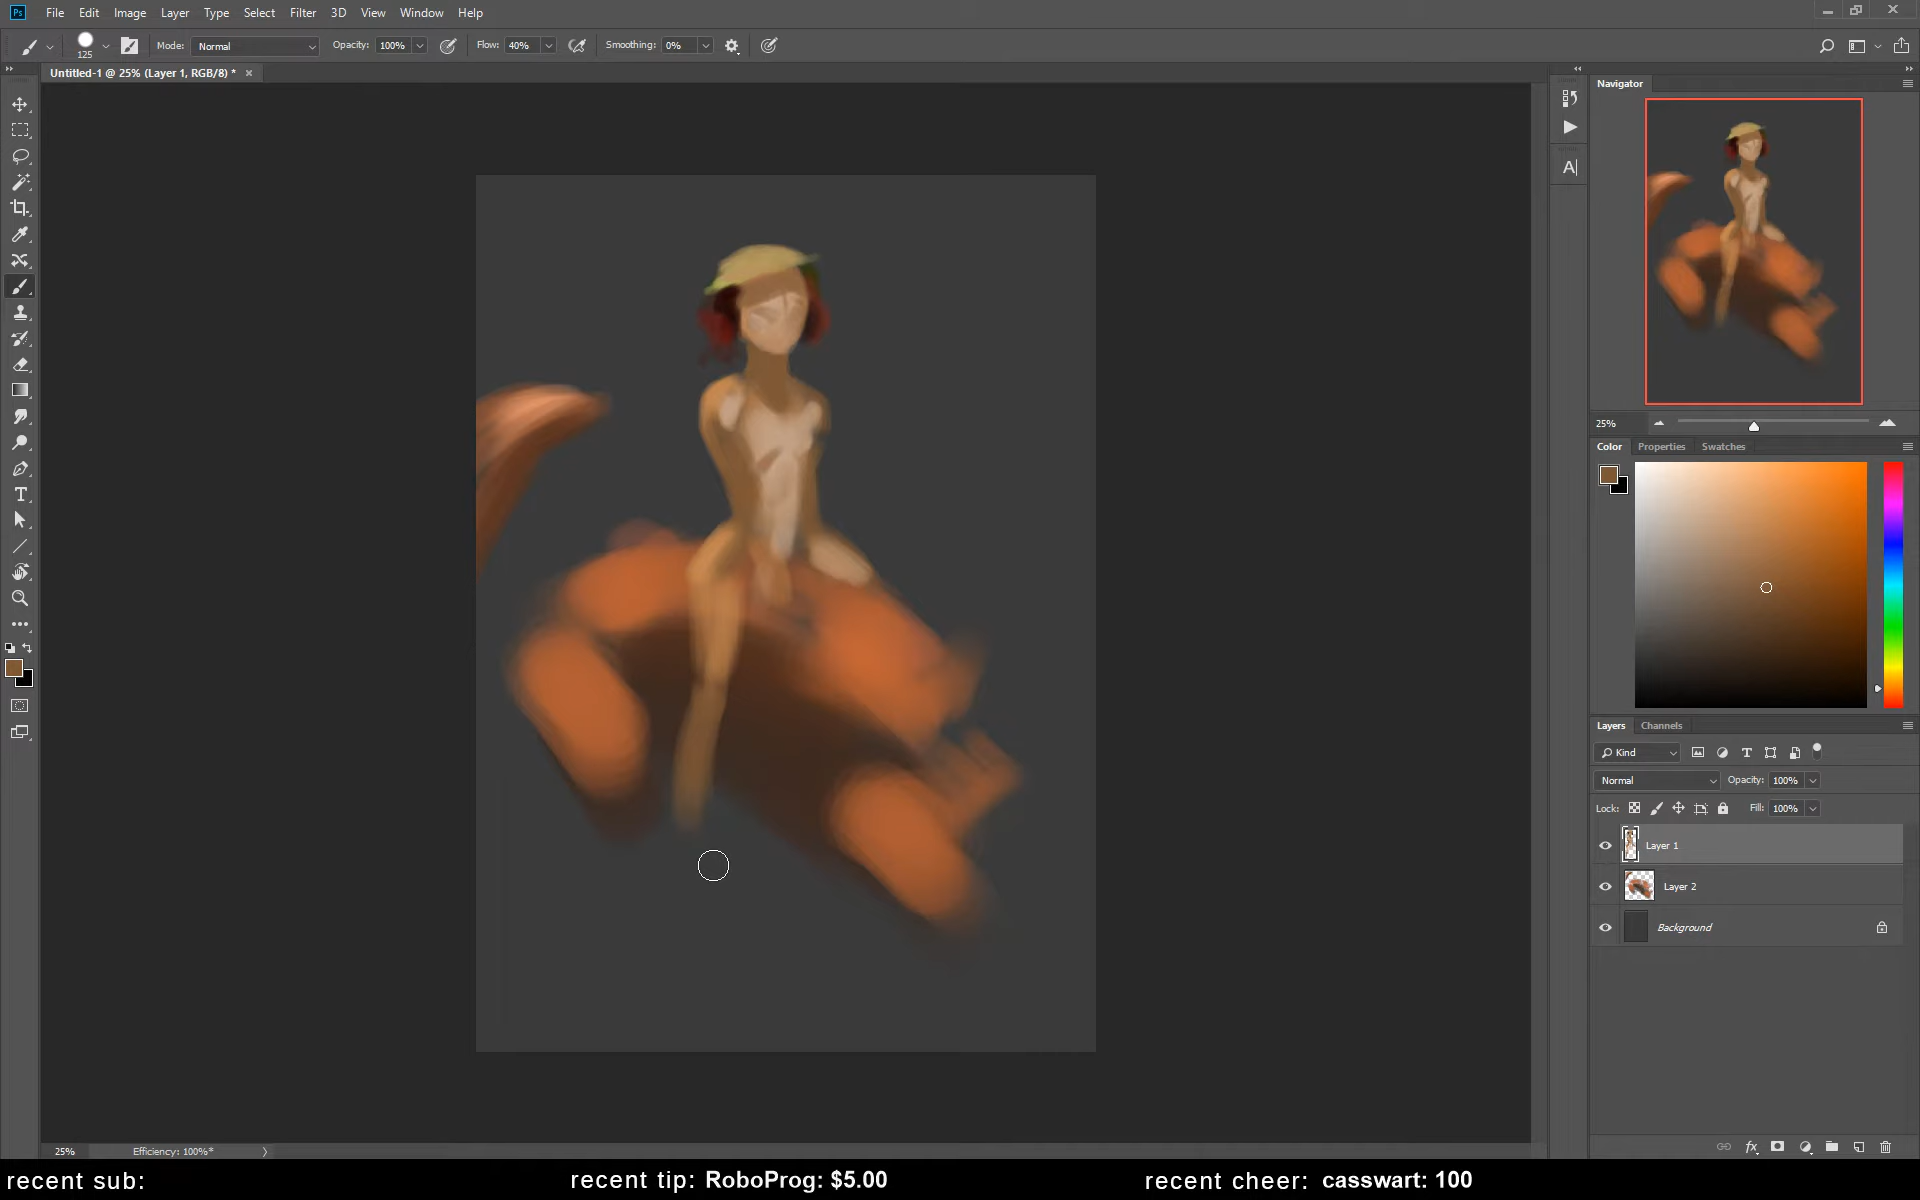 Ps File Edit Image Layer Type Select Filter 3D View Window Help
125 Mode: Normal Opacity: 100% Flow: 40% Smoothing: 0%
Untitled-1 @ 25% (Layer 1, RGB/8) * ×
Navigator
A|
25%
Color Properties Swatches
T
Layers Channels
Kind T
Normal Opacity: 100%
Lock: Fill: 100%
Layer 1
Layer 2
Background
25% Efficiency: 100%*
fx
recent sub: recent tip: RoboProg: $5.00 recent cheer: casswart: 100